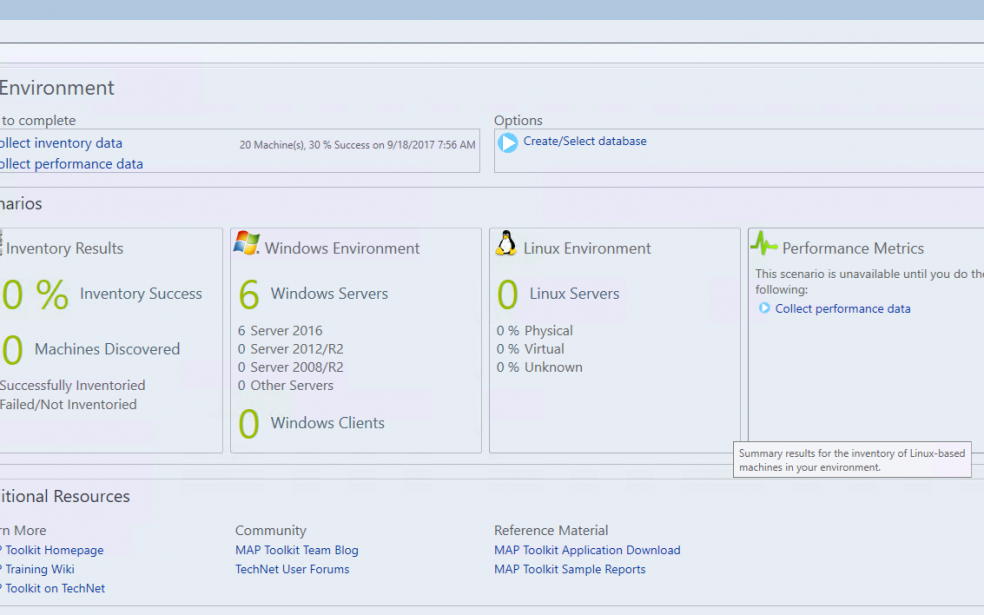 Environment
to complete
ollect inventory data
20 Machine(s), 30 % Success on 9/18/2017 7:56 AM
ollect performance data
Options
Create/Select database
narios
Inventory Results
0 % Inventory Success
0 Machines Discovered
Successfully Inventoried
Failed/Not Inventoried
Windows Environment
6 Windows Servers
6 Server 2016
0 Server 2012/R2
0 Server 2008/R2
0 Other Servers
0 Windows Clients
Linux Environment
0 Linux Servers
0 % Physical
0 % Virtual
0 % Unknown
Performance Metrics
This scenario is unavailable until you do the
following:
Collect performance data
Summary results for the inventory of Linux-based
machines in your environment.
itional Resources
rn More
P Toolkit Homepage
P Training Wiki
P Toolkit on TechNet
Community
MAP Toolkit Team Blog
TechNet User Forums
Reference Material
MAP Toolkit Application Download
MAP Toolkit Sample Reports